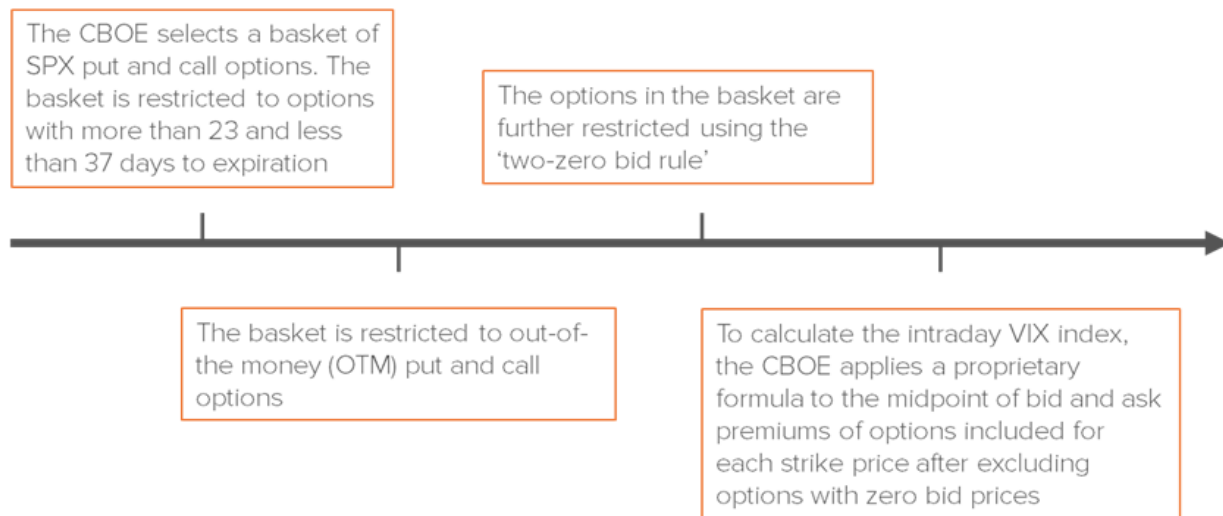 The CBOE selects a basket of
SPX put and call options. The
basket is restricted to options
with more than 23 and less
than 37 days to expiration
The basket is restricted to out-of-
the money (OTM) put and call
options
The options in the basket are
further restricted using the
‘two-zero bid rule’
To calculate the intraday VIX index,
the CBOE applies a proprietary
formula to the midpoint of bid and ask
premiums of options included for
each strike price after excluding
options with zero bid prices